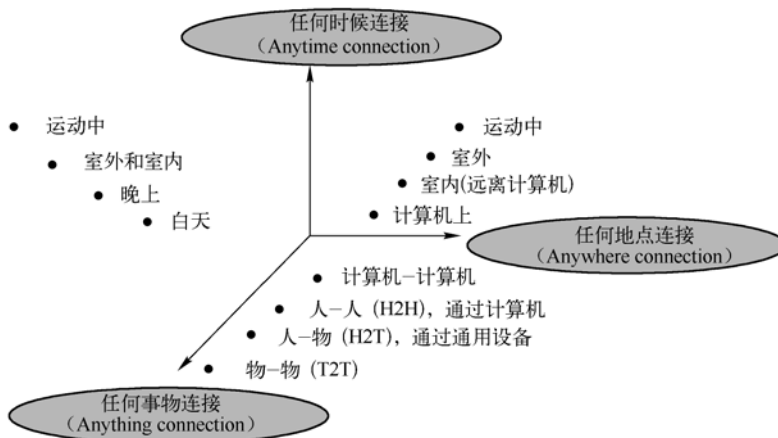 任何时候连接
（Anytime connection）
运动中
室外和室内
晚上
白天
运动中
室外
室内(远离计算机)
计算机上
任何地点连接
（Anywhere connection）
计算机−计算机
人−人 (H2H)，通过计算机
人−物 (H2T)，通过通用设备
物−物 (T2T)
任何事物连接
（Anything connection）